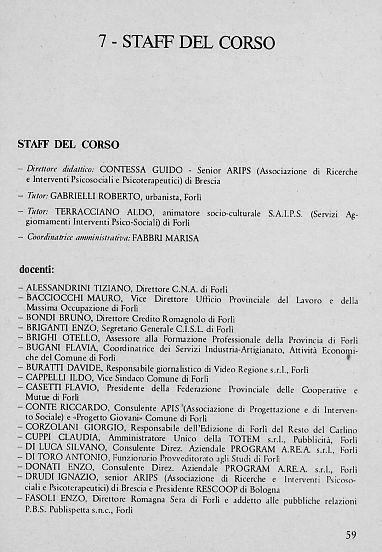 7 - STAFF DEL CORSO
STAFF DEL CORSO
– Direttore didattico: CONTESSA GUIDO - Senior ARIPS (Associazione di Ricerche
e Interventi Psicosociali e Psicoterapeutici) di Brescia
– Tutor: GABRIELLI ROBERTO, urbanista, Forlì
– Tutor: TERRACCIANO ALDO, animatore socio-culturale S.A.I.P.S. (Servizi Ag-
giornamenti Interventi Psico-Sociali) di Forlì
– Coordinatrice amministrativa: FABBRI MARISA
docenti:
– ALESSANDRINI TIZIANO, Direttore C.N.A. di Forlì
– BACCIOCCHI MAURO, Vice Direttore Ufficio Provinciale del Lavoro e della
Massima Occupazione di Forlì
– BONDI BRUNO, Direttore Credito Romagnolo di Forlì
– BRIGANTI ENZO, Segretario Generale C.I.S.L. di Forlì
– BRIGHI OTELLO, Assessore alla Formazione Professionale della Provincia di Forlì
– BUGANI FLAVIA, Coordinatrice dei Servizi Industria-Artigianato, Attività Economi-
che del Comune di Forlì
– BURATTI DAVIDE, Responsabile giornalistico di Video Regione s.r.l., Forlì
– CAPPELLI ILDO, Vice Sindaco Comune di Forlì
– CASETTI FLAVIO, Presidente della Federazione Provinciale delle Cooperative e
Mutue di Forlì
– CONTE RICCARDO, Consulente APIS (Associazione di Progettazione e di Interven-
to Sociale) e «Progetto Giovani» Comune di Forlì
– CORZOLANI GIORGIO, Responsabile dell'Edizione di Forlì del Resto del Carlino
– CUPPI CLAUDIA, Amministratore Unico della TOTEM s.r.l., Pubblicità, Forlì
– DI LUCA SILVANO, Consulente Direz. Aziendale PROGRAM A.RE.A. s.r.l., Forlì
– DI TORO ANTONIO, Funzionario Provveditorato agli Studi di Forlì
– DONATI ENZO, Consulente Direz. Aziendale PROGRAM A.RE.A. s.r.l., Forlì
– DRUDI IGNAZIO, senior ARIPS (Associazione di Ricerche e Interventi Psicoso-
ciali e Psicoterapeutici) di Brescia e Presidente RESCOOP di Bologna
– FASOLI ENZO, Direttore Romagna Sera di Forlì e addetto alle pubbliche relazioni
P.B.S. Publispetta s.n.c., Forlì
59